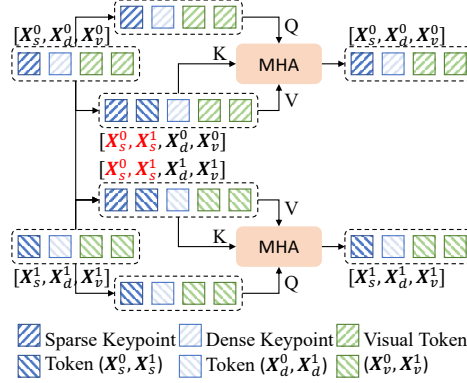 [X_s^0, X_d^0, X_v^0]
Q
[X_s^0, X_d^0, X_v^0]
K
MHA
V
[X_s^0, X_s^1, X_d^0, X_v^0]
[X_s^0, X_s^1, X_d^1, X_v^1]
V
K
MHA
Q
[X_s^1, X_d^1, X_v^1]
[X_s^1, X_d^1, X_v^1]
Sparse Keypoint Dense Keypoint Visual Token
Token (X_s^0, X_s^1) Token (X_d^0, X_d^1) (X_v^0, X_v^1)